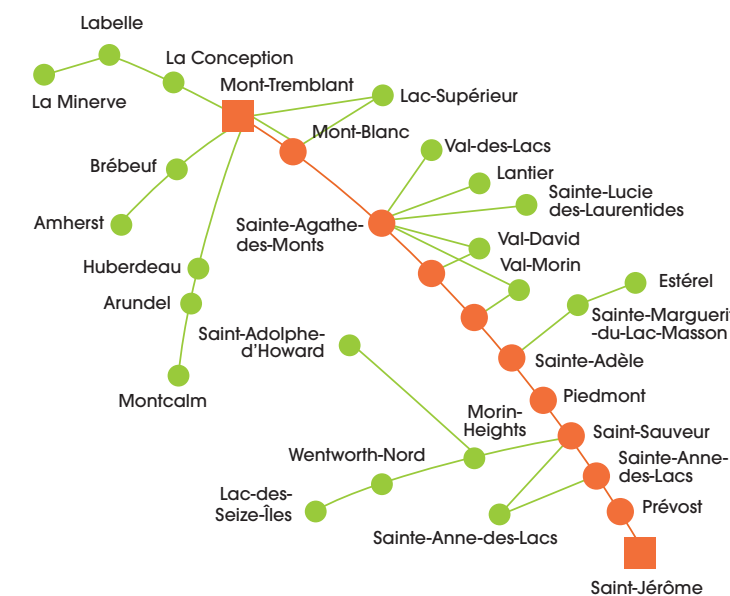 Labelle
La Conception
La Minerve
Mont-Tremblant
Lac-Supérieur
Mont-Blanc
Val-des-Lacs
Brébeuf
Lantier
Sainte-Lucie
des-Laurentides
Amherst
Sainte-Agathe-
des-Monts
Val-David
Val-Morin
Huberdeau
Estérel
Arundel
Sainte-Marguerit
-du-Lac-Masson
Saint-Adolphe-
d'Howard
Sainte-Adèle
Montcalm
Piedmont
Morin-
Heights
Saint-Sauveur
Wentworth-Nord
Sainte-Anne-
des-Lacs
Lac-des-
Seize-Îles
Prévost
Sainte-Anne-des-Lacs
Saint-Jérôme